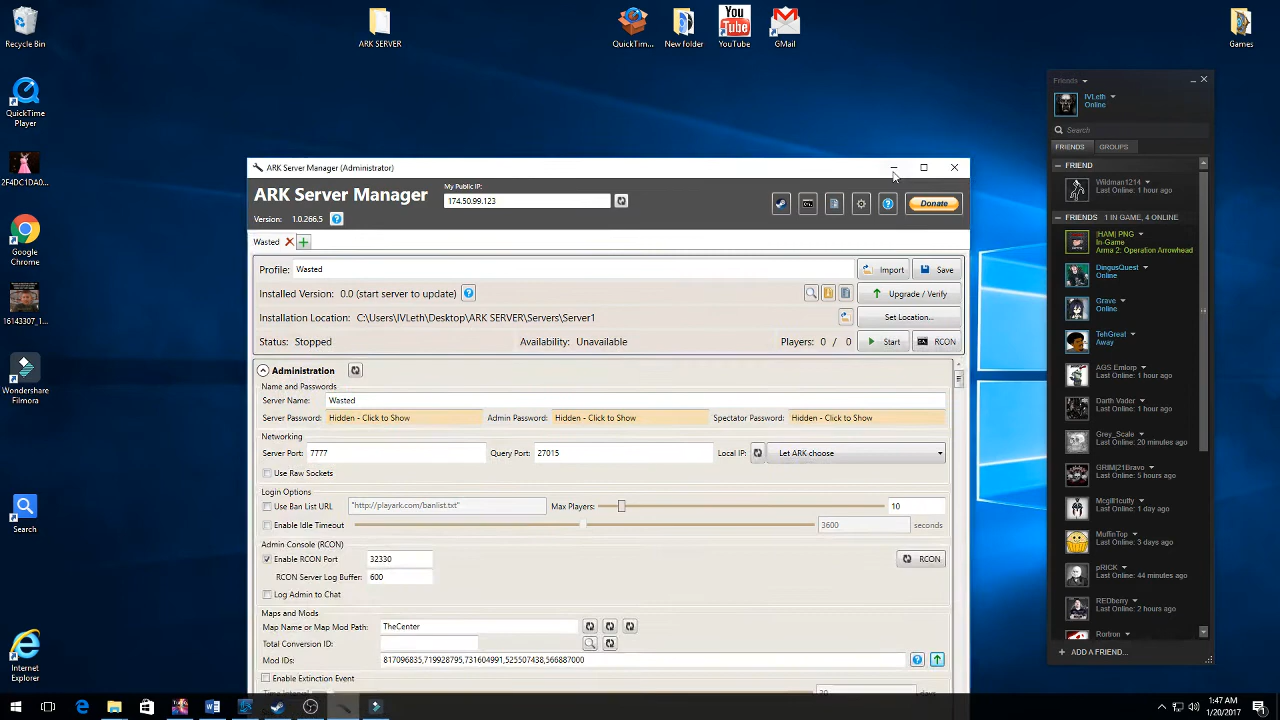 Recycle Bin
ARK SERVER
QuickTim...
New folder
You
Tube
YouTube
GMail
Games
QuickTime
Player
2F4DC1DA0...
Google
Chrome
16143307_1...
Wondershare
Filmora
Search
Internet
Explorer
ARK Server Manager (Administrator)
ARK Server Manager
My Public IP:
174.50.99.123
Version: 1.0.266.5
Donate
Wasted
Profile: Wasted
Import
Save
Installed Version: 0.0 (start server to update)
Upgrade / Verify
Installation Location: C:\Users\IVLeth\Desktop\ARK SERVER\Servers\Server1
Set Location...
Status: Stopped
Availability: Unavailable
Players: 0 / 0
Start
RCON
Administration
Name and Passwords
Server Name: Wasted
Server Password: Hidden - Click to Show
Admin Password: Hidden - Click to Show
Spectator Password: Hidden - Click to Show
Networking
Server Port: 7777
Query Port: 27015
Local IP: Let ARK choose
Use Raw Sockets
Login Options
Use Ban List URL "http://playark.com/banlist.txt"
Max Players: 10
Enable Idle Timeout 3600 seconds
Admin Console (RCON)
Enable RCON Port 32330
RCON
RCON Server Log Buffer: 600
Log Admin to Chat
Maps and Mods
Map Name or Map Mod Path: TheCenter
Total Conversion ID:
Mod IDs: 817096835,719928795,731604991,525507438,566887000
Enable Extinction Event
Friends
IVLeth
Online
Search
FRIENDS GROUPS
FRIEND
Wildman1214
Last Online: 1 hour ago
FRIENDS 1 IN GAME, 4 ONLINE
|HAM| PNG
In-Game
Arma 2: Operation Arrowhead
DingusQuest
Online
Grave
Online
TehGreat
Away
AGS Emlorp
Last Online: 1 hour ago
Darth Vader
Last Online: 1 hour ago
Grey_Scale
Last Online: 20 minutes ago
GRIM|21Bravo
Last Online: 5 hours ago
Mcgill1cutty
Last Online: 1 day ago
MuffinTop
Last Online: 3 days ago
pRICK
Last Online: 44 minutes ago
REDberry
Last Online: 2 hours ago
Rortron
ADD A FRIEND...
1:47 AM
1/20/2017